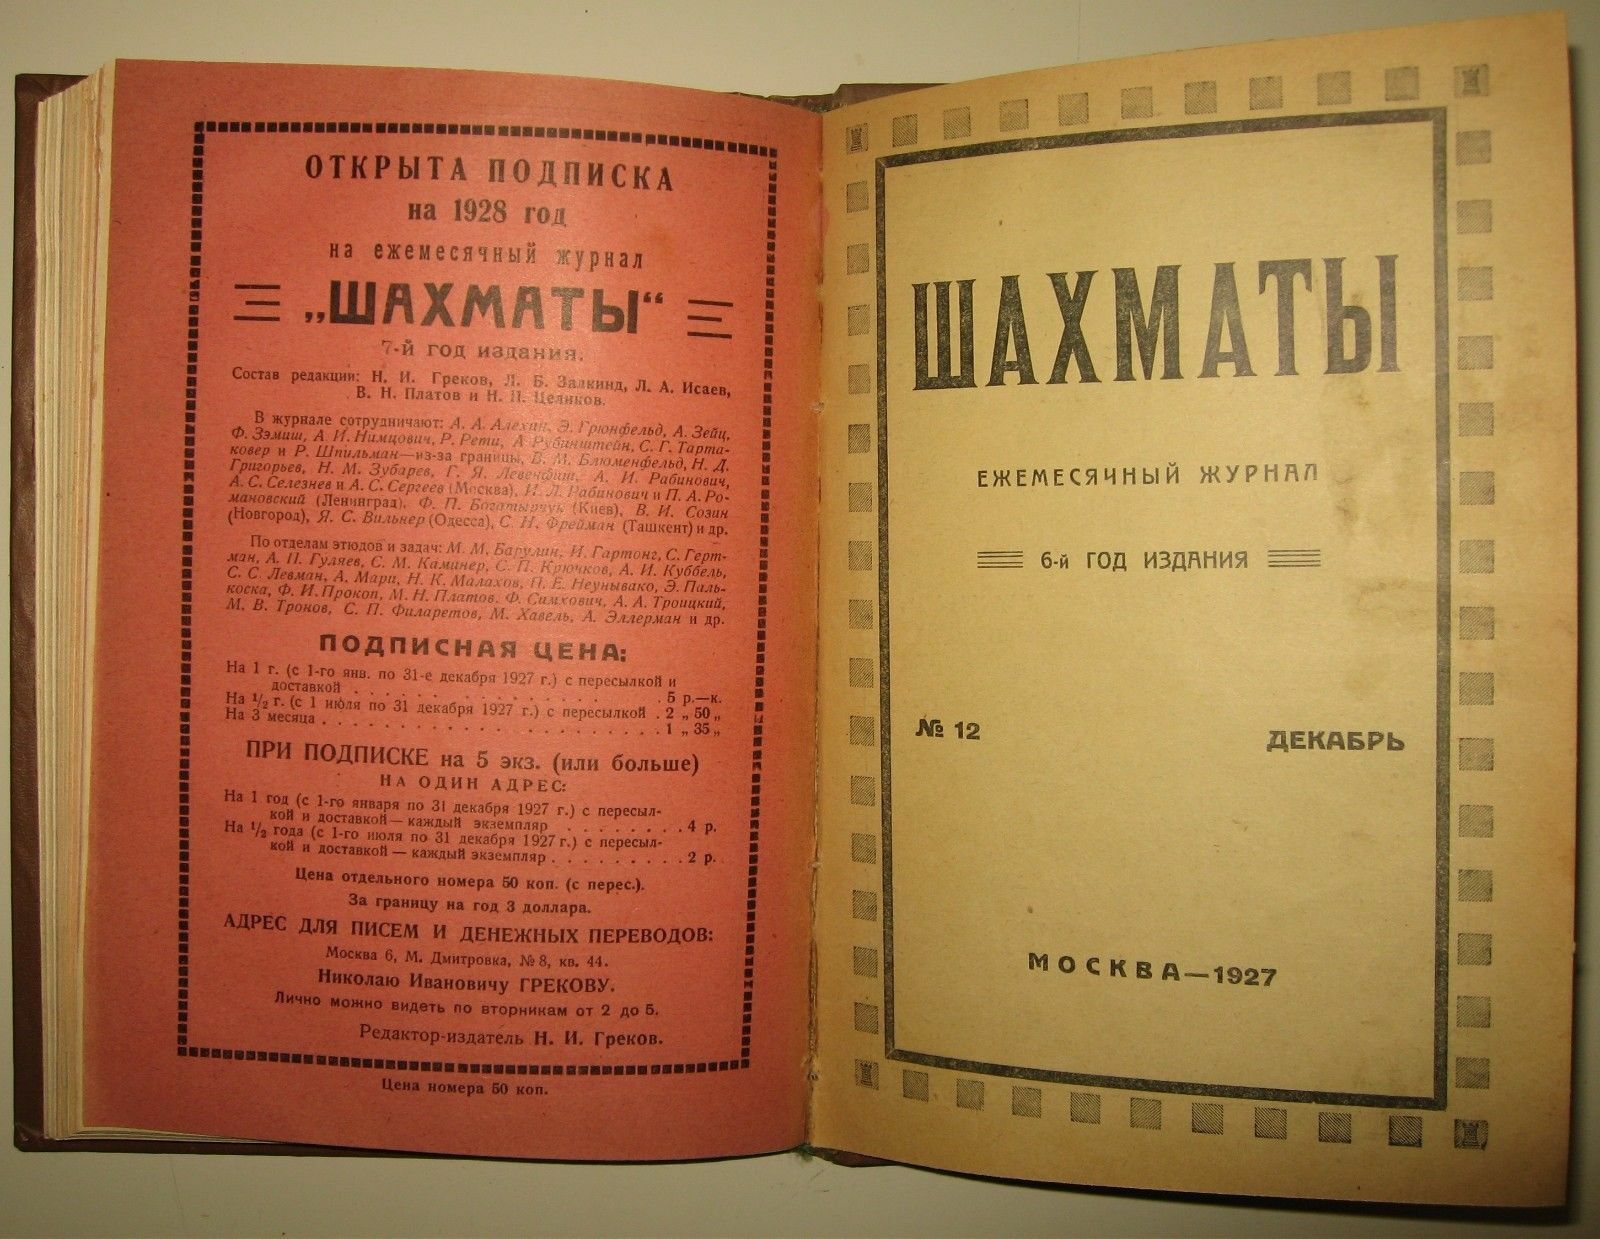 ОТКРЫТА ПОДПИСКА
на 1928 год
на ежемесячный журнал
„ШАХМАТЫ“
7-й год издания.
Состав редакции: Н. И. Греков, Л. Б. Залкинд, Л. А. Исаев,
В. Н. Платов и Н. П. Целиков.
В журнале сотрудничают: А. А. Алехин, Э. Грюнфельд, А. Зейц,
Ф. Зэмиш, А. И. Нимцович, Р. Рети, А. Рубинштейн, С. Г. Тарта-
ковер и Р. Шпильман—из-за границы, В. М. Блюменфельд, Н. Д.
Григорьев, Н. М. Зубарев, Г. Я. Левенфиш, А. И. Рабинович,
А. С. Селезнев и А. С. Сергеев (Москва), И. Л. Рабинович и П. А. Ро-
мановский (Ленинград), Ф. П. Богатырчук (Киев), В. И. Созин
(Новгород), Я. С. Вильнер (Одесса), С. Н. Фрейман (Ташкент) и др.
По отделам этюдов и задач: М. М. Барулин, И. Гартонг, С. Герт-
ман, А. П. Гуляев, С. М. Каминер, С. П. Крючков, А. И. Куббель,
С. С. Левман, А. Мари, Н. К. Малахов, П. Е. Неунывако, Э. Паль-
коска, Ф. И. Прокоп, М. Н. Платов, Ф. Симхович, А. А. Троицкий,
М. В. Тронов, С. П. Филаретов, М. Хавель, А. Эллерман и др.
ПОДПИСНАЯ ЦЕНА:
На 1 г. (с 1-го янв. по 31-е декабря 1927 г.) с пересылкой и
доставкой . . . . . . . . . . . . . . . . . . . 5 р.—к.
На 1/2 г. (с 1 июля по 31 декабря 1927 г.) с пересылкой . 2 „ 50 „
На 3 месяца . . . . . . . . . . . . . . . . . . . 1 „ 35 „
ПРИ ПОДПИСКЕ на 5 экз. (или больше)
НА ОДИН АДРЕС:
На 1 год (с 1-го января по 31 декабря 1927 г.) с пересыл-
кой и доставкой—каждый экземпляр . . . . . . . . 4 р.
На 1/2 года (с 1-го июля по 31 декабря 1927 г.) с пересыл-
кой и доставкой — каждый экземпляр . . . . . . . . 2 р.
Цена отдельного номера 50 коп. (с перес.).
За границу на год 3 доллара.
АДРЕС ДЛЯ ПИСЕМ И ДЕНЕЖНЫХ ПЕРЕВОДОВ:
Москва 6, М. Дмитровка, № 8, кв. 44.
Николаю Ивановичу ГРЕКОВУ.
Лично можно видеть по вторникам от 2 до 5.
Редактор-издатель Н. И. Греков.
Цена номера 50 коп.
ШАХМАТЫ
ЕЖЕМЕСЯЧНЫЙ ЖУРНАЛ
6-й ГОД ИЗДАНИЯ
№ 12 ДЕКАБРЬ
МОСКВА—1927